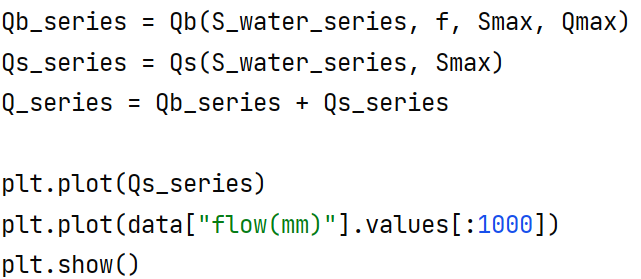 Qb_series = Qb(S_water_series, f, Smax, Qmax)
Qs_series = Qs(S_water_series, Smax)
Q_series = Qb_series + Qs_series
plt.plot(Qs_series)
plt.plot(data["flow(mm)"].values[:1000])
plt.show()